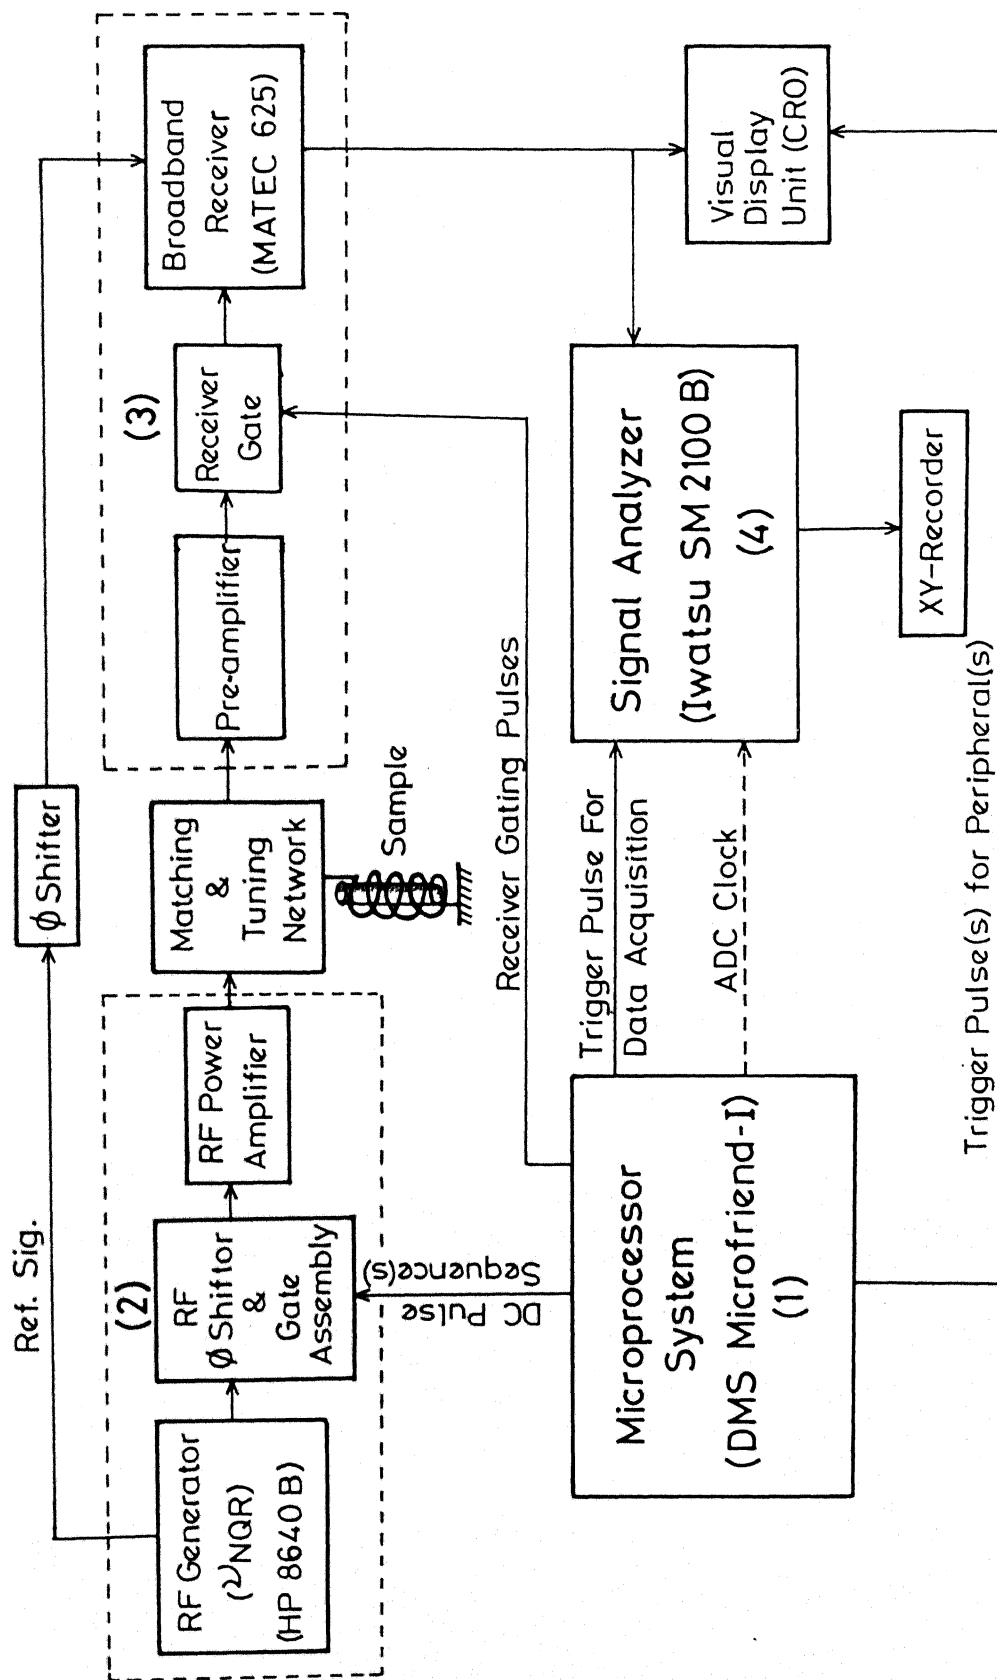 Ref. Sig.
ϕ Shifter
(2)
(3)
RF Generator
(νNQR)
(HP 8640 B)
RF
ϕ Shiftor
&
Gate
Assembly
RF Power
Amplifier
Matching
&
Tuning
Network
Sample
Pre-amplifier
Receiver
Gate
Broadband
Receiver
(MATEC 625)
DC Pulse
Sequence(s)
Receiver Gating Pulses
Microprocessor
System
(DMS Microfriend-I)
(1)
Trigger Pulse For
Data Acquisition
ADC Clock
Signal Analyzer
(Iwatsu SM 2100 B)
(4)
Visual
Display
Unit (CRO)
XY-Recorder
Trigger Pulse(s) for Peripheral(s)